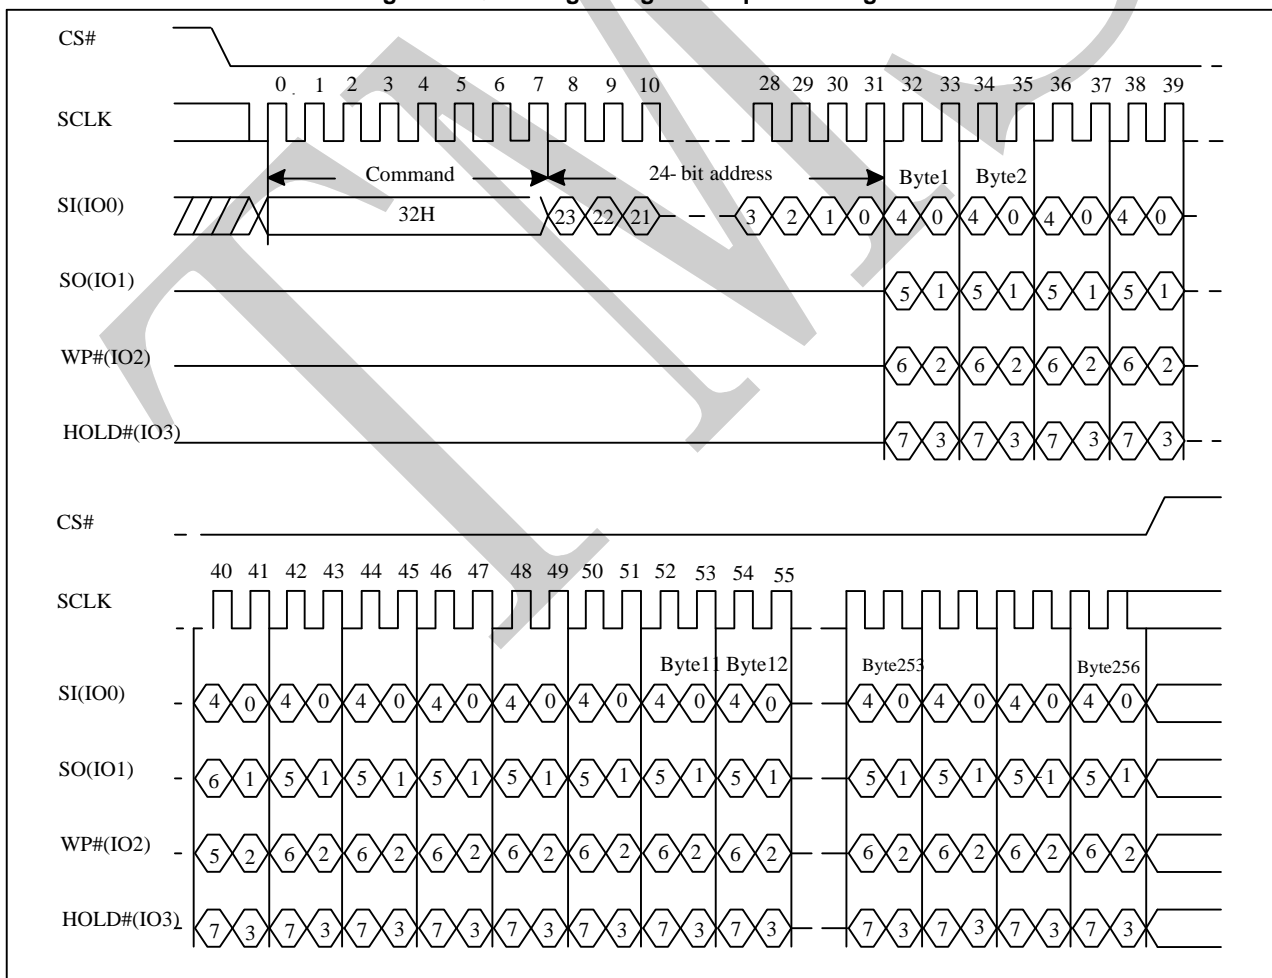 CS#
0 1 2 3 4 5 6 7 8 9 10 28 29 30 31 32 33 34 35 36 37 38 39
SCLK
Command 24- bit address Byte1 Byte2
SI(IO0) 32H 23 22 21 3 2 1 0 4 0 4 0 4 0 4 0
SO(IO1) 5 1 5 1 5 1 5 1
WP#(IO2) 6 2 6 2 6 2 6 2
HOLD#(IO3) 7 3 7 3 7 3 7 3
CS#
40 41 42 43 44 45 46 47 48 49 50 51 52 53 54 55
SCLK
Byte11 Byte12 Byte253 Byte256
SI(IO0) 4 0 4 0 4 0 4 0 4 0 4 0 4 0 4 0 4 0 4 0 4 0 4 0
SO(IO1) 6 1 5 1 5 1 5 1 5 1 5 1 5 1 5 1 5 1 5 1 5 1 5 1
WP#(IO2) 5 2 6 2 6 2 6 2 6 2 6 2 6 2 6 2 6 2 6 2 6 2 6 2
HOLD#(IO3) 7 3 7 3 7 3 7 3 7 3 7 3 7 3 7 3 7 3 7 3 7 3 7 3